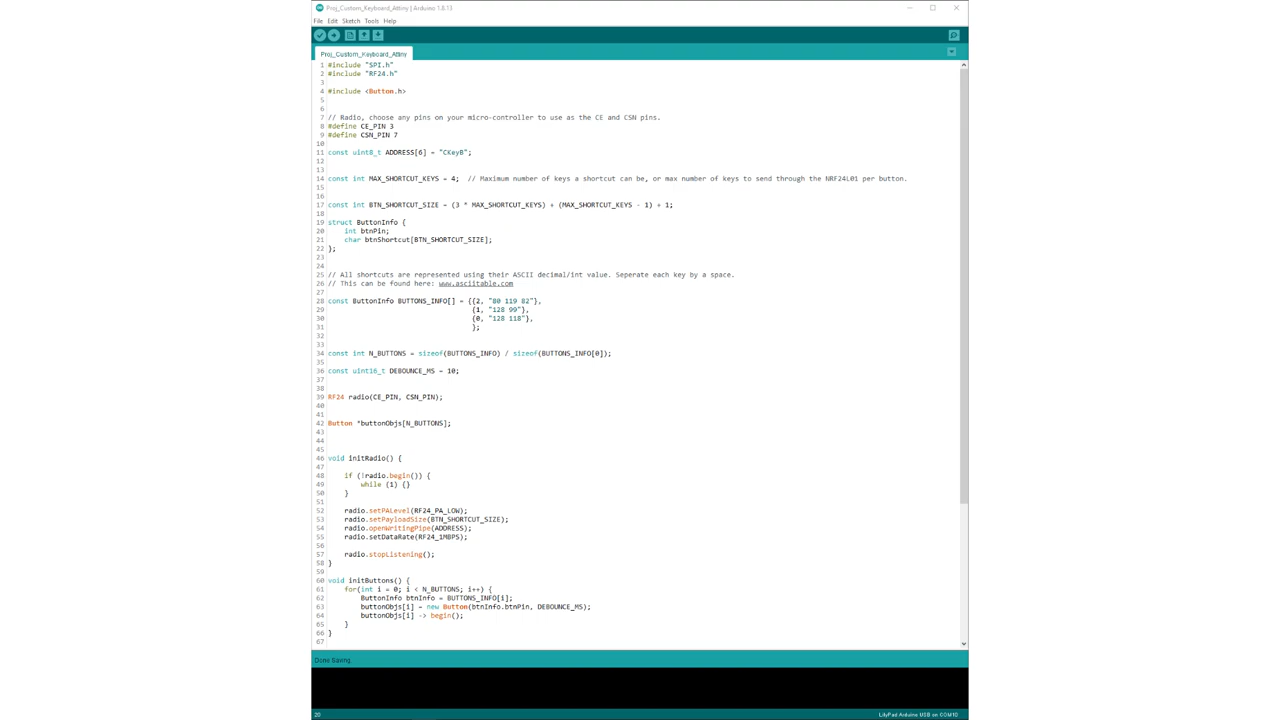 Proj_Custom_Keyboard_Attiny | Arduino 1.8.13
File Edit Sketch Tools Help
Proj_Custom_Keyboard_Attiny
1 #include "SPI.h"
2 #include "RF24.h"
3
4 #include <Button.h>
5
6
7 // Radio, choose any pins on your micro-controller to use as the CE and CSN pins.
8 #define CE_PIN 3
9 #define CSN_PIN 7
10
11 const uint8_t ADDRESS[6] = "CKeyB";
12
13
14 const int MAX_SHORTCUT_KEYS = 4;  // Maximum number of keys a shortcut can be, or max number of keys to send through the NRF24L01 per button.
15
16
17 const int BTN_SHORTCUT_SIZE = (3 * MAX_SHORTCUT_KEYS) + (MAX_SHORTCUT_KEYS - 1) + 1;
18
19 struct ButtonInfo {
20 int btnPin;
21 char btnShortcut[BTN_SHORTCUT_SIZE];
22 };
23
24
25 // All shortcuts are represented using their ASCII decimal/int value. Seperate each key by a space.
26 // This can be found here: www.asciitable.com
27
28 const ButtonInfo BUTTONS_INFO[] = {{2, "80 119 82"},
29 {1, "128 99"},
30 {0, "128 118"},
31 };
32
33
34 const int N_BUTTONS = sizeof(BUTTONS_INFO) / sizeof(BUTTONS_INFO[0]);
35
36 const uint16_t DEBOUNCE_MS = 10;
37
38
39 RF24 radio(CE_PIN, CSN_PIN);
40
41
42 Button *buttonObjs[N_BUTTONS];
43
44
45
46 void initRadio() {
47
48 if (!radio.begin()) {
49 while (1) {}
50 }
51
52 radio.setPALevel(RF24_PA_LOW);
53 radio.setPayloadSize(BTN_SHORTCUT_SIZE);
54 radio.openWritingPipe(ADDRESS);
55 radio.setDataRate(RF24_1MBPS);
56
57 radio.stopListening();
58 }
59
60 void initButtons() {
61 for(int i = 0; i < N_BUTTONS; i++) {
62 ButtonInfo btnInfo = BUTTONS_INFO[i];
63 buttonObjs[i] = new Button(btnInfo.btnPin, DEBOUNCE_MS);
64 buttonObjs[i] -> begin();
65 }
66 }
67
Done Saving.
20 LilyPad Arduino USB on COM10